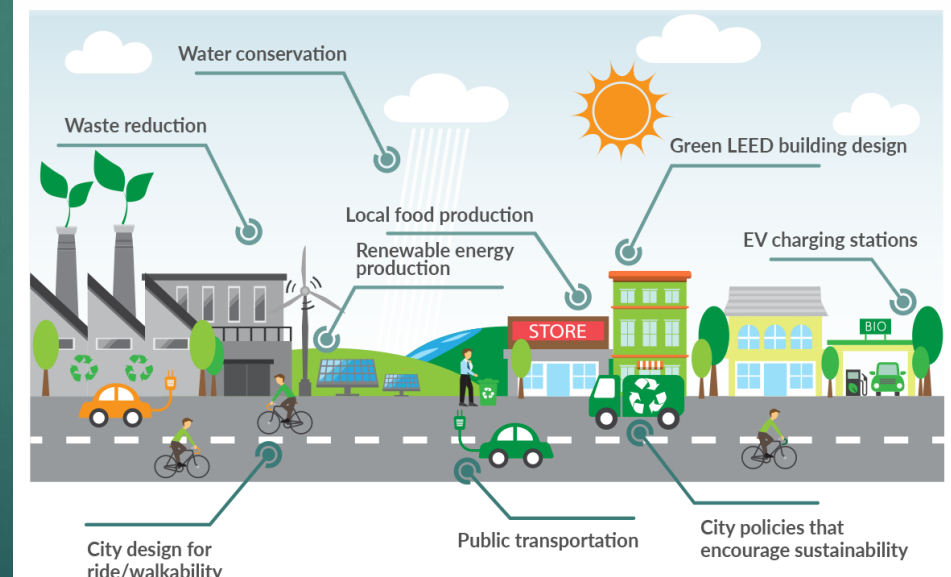 Water conservation
Waste reduction
Green LEED building design
Local food production
Renewable energy
production
EV charging stations
STORE
BIO
City design for
ride/walkability
Public transportation
City policies that
encourage sustainability